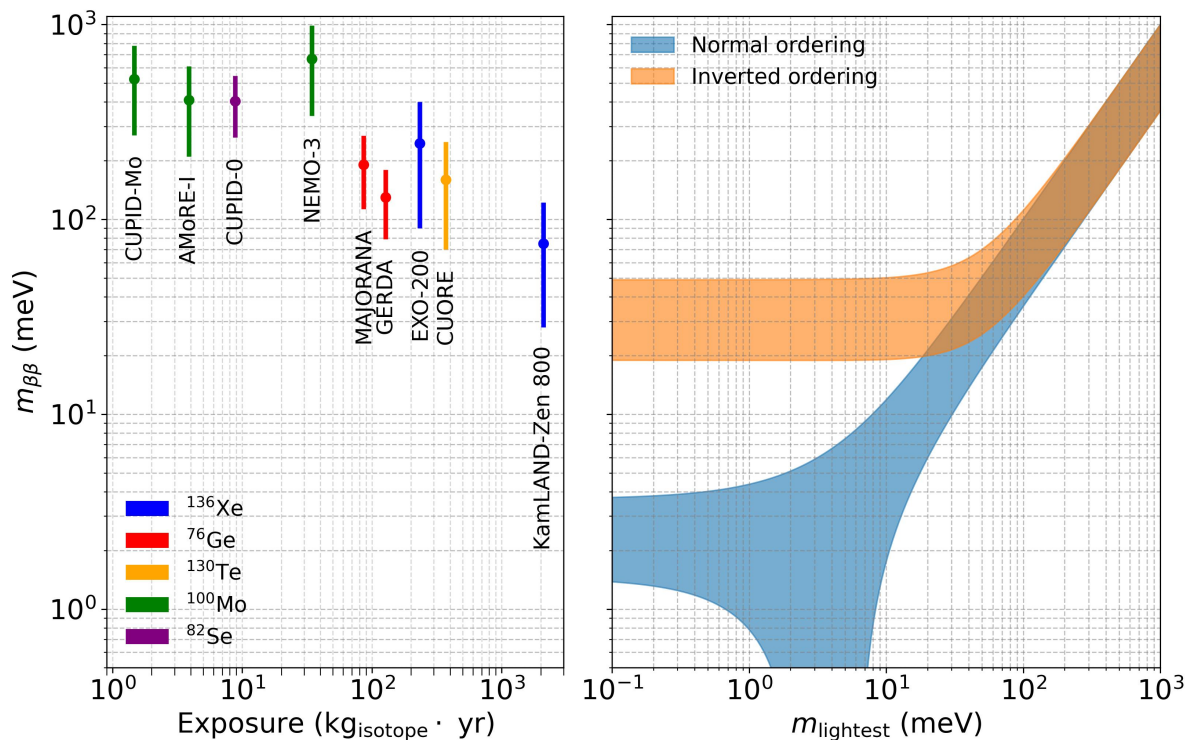 10³
10²
10¹
10⁰
m_ββ (meV)
CUPID-Mo
AMoRE-I
CUPID-0
NEMO-3
MAJORANA
GERDA
EXO-200
CUORE
KamLAND-Zen 800
¹³⁶Xe
⁷⁶Ge
¹³⁰Te
¹⁰⁰Mo
⁸²Se
10⁰ 10¹ 10² 10³
Exposure (kg_isotope · yr)
Normal ordering
Inverted ordering
10⁻¹ 10⁰ 10¹ 10² 10³
m_lightest (meV)